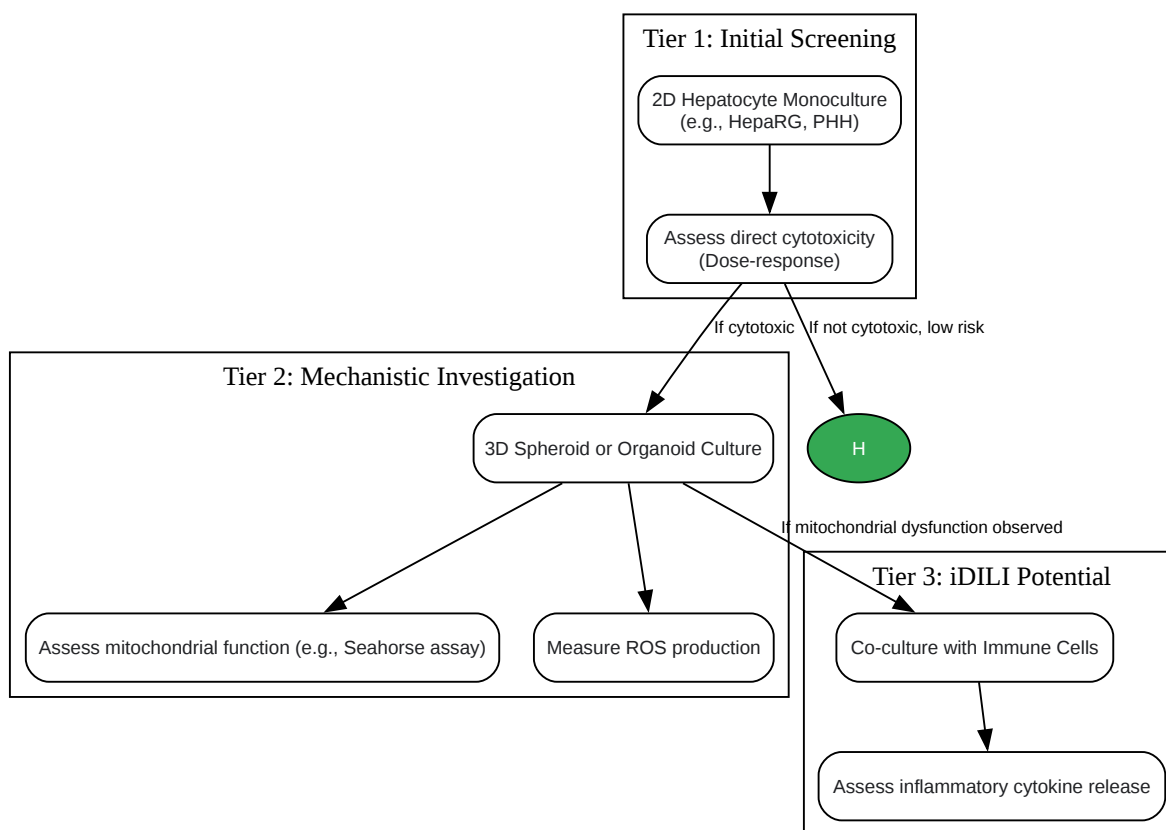 Tier 1: Initial Screening
2D Hepatocyte Monoculture
(e.g., HepaRG, PHH)
Assess direct cytotoxicity
(Dose-response)
If cytotoxic
If not cytotoxic, low risk
Tier 2: Mechanistic Investigation
3D Spheroid or Organoid Culture
H
If mitochondrial dysfunction observed
Tier 3: iDILI Potential
Assess mitochondrial function (e.g., Seahorse assay)
Measure ROS production
Co-culture with Immune Cells
Assess inflammatory cytokine release